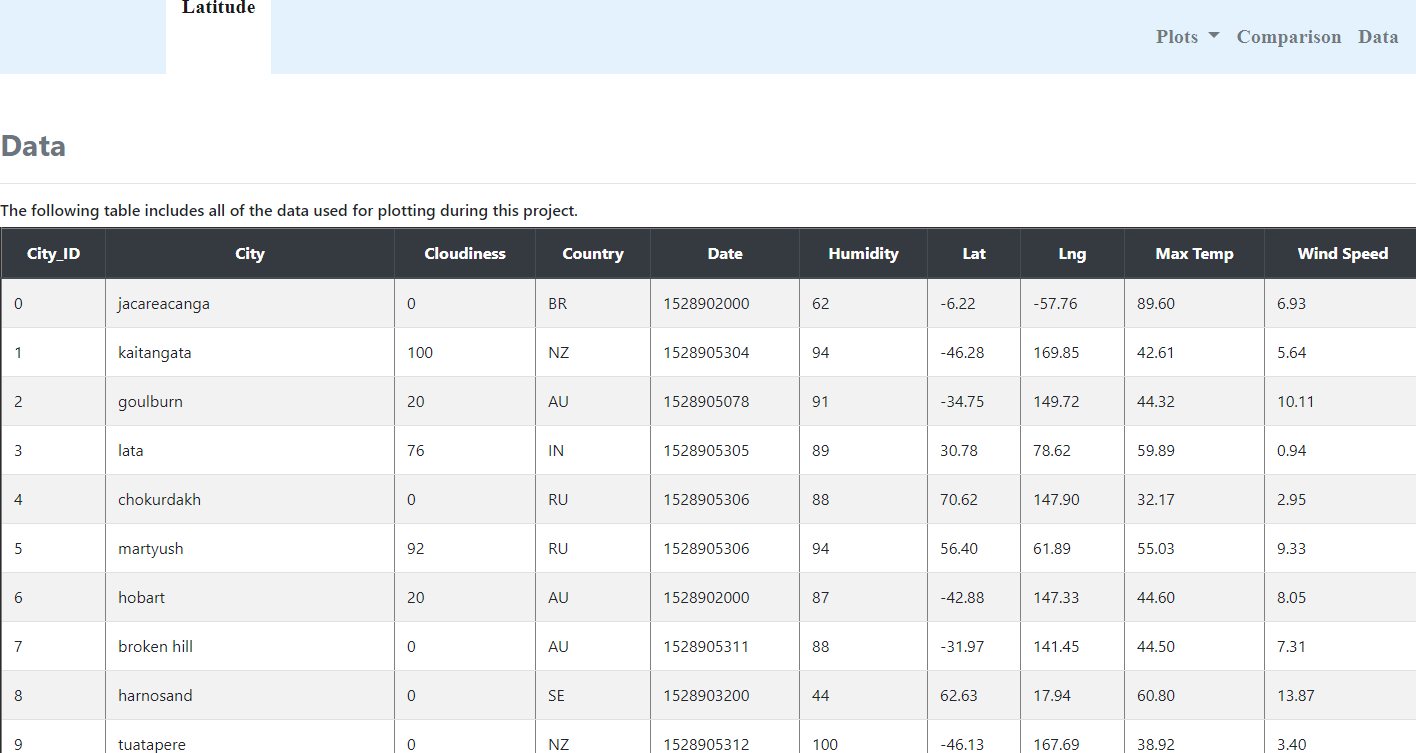 Latitude
Plots Comparison Data
Data
The following table includes all of the data used for plotting during this project.
City_ID City Cloudiness Country Date Humidity Lat Lng Max Temp Wind Speed
0 jacareacanga 0 BR 1528902000 62 -6.22 -57.76 89.60 6.93
1 kaitangata 100 NZ 1528905304 94 -46.28 169.85 42.61 5.64
2 goulburn 20 AU 1528905078 91 -34.75 149.72 44.32 10.11
3 lata 76 IN 1528905305 89 30.78 78.62 59.89 0.94
4 chokurdakh 0 RU 1528905306 88 70.62 147.90 32.17 2.95
5 martyush 92 RU 1528905306 94 56.40 61.89 55.03 9.33
6 hobart 20 AU 1528902000 87 -42.88 147.33 44.60 8.05
7 broken hill 0 AU 1528905311 88 -31.97 141.45 44.50 7.31
8 harnosand 0 SE 1528903200 44 62.63 17.94 60.80 13.87
9 tuatapere 0 NZ 1528905312 100 -46.13 167.69 38.92 3.40